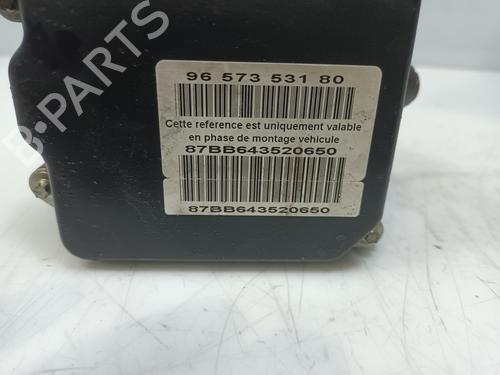 96 573 531 80
Cette reference est uniquement valable
en phase de montage vehicule
87BB643520650
87BB643520650
B-PARTS